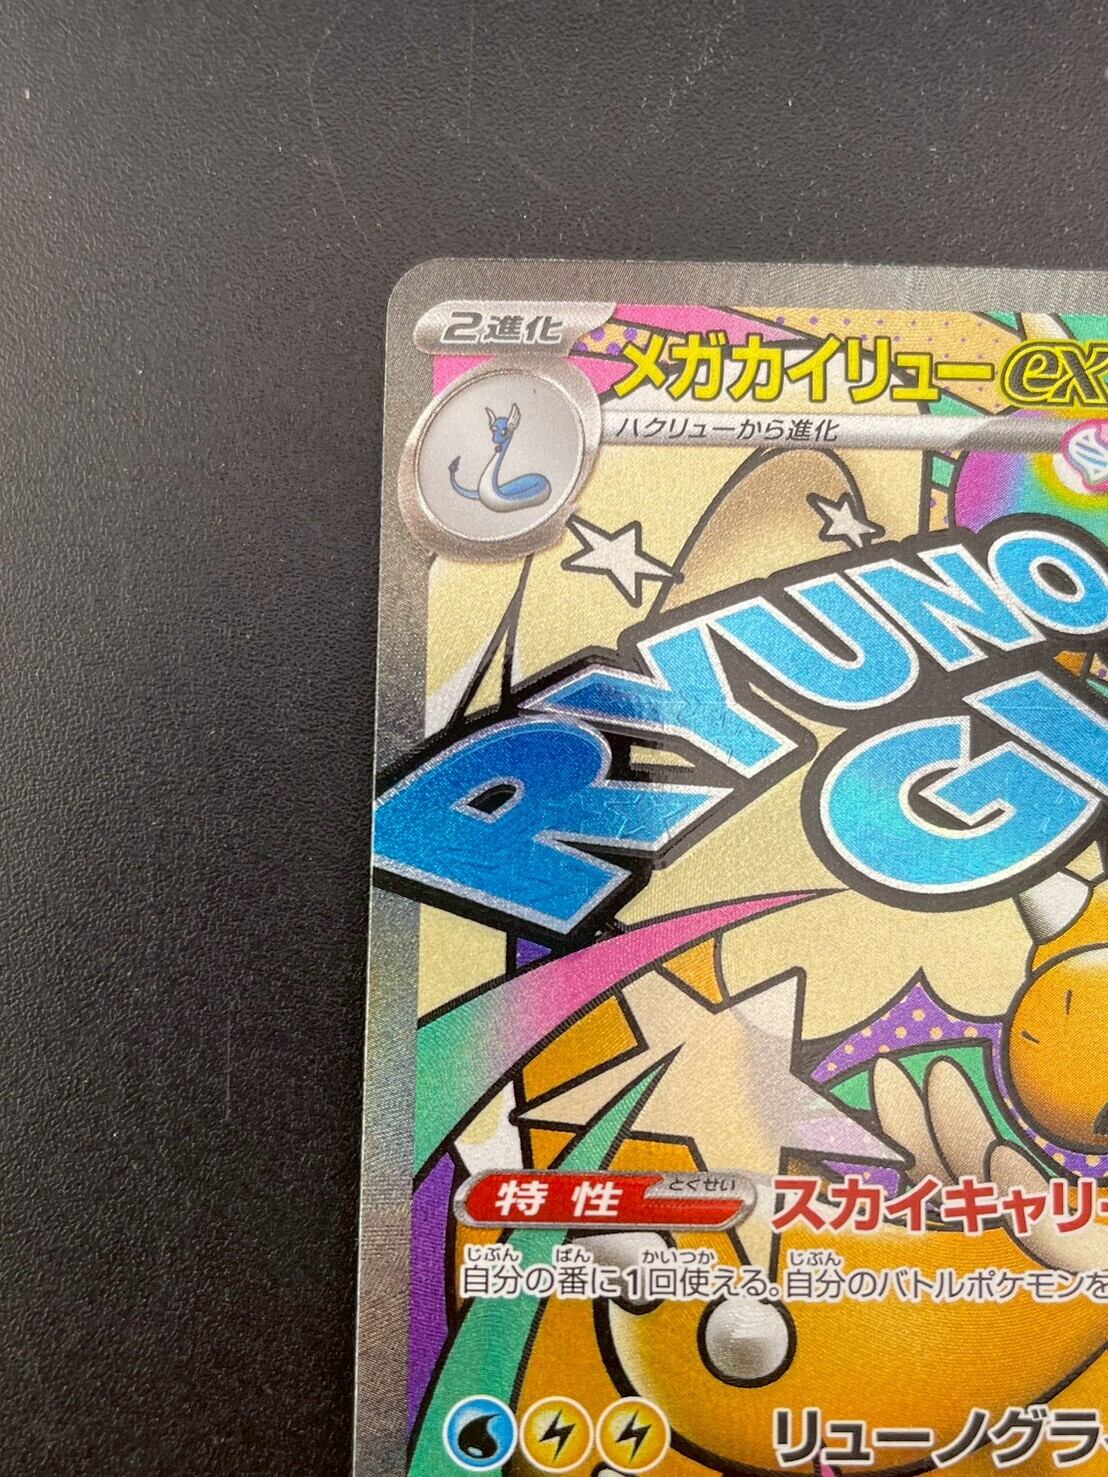 2進化
メガカイリューex
ハクリューから進化
RYUNO
GL
特性 とくせい スカイキャリー
じぶん ばん かいつか じぶん
自分の番に1回使える。自分のバトルポケモンを
リューノグラ